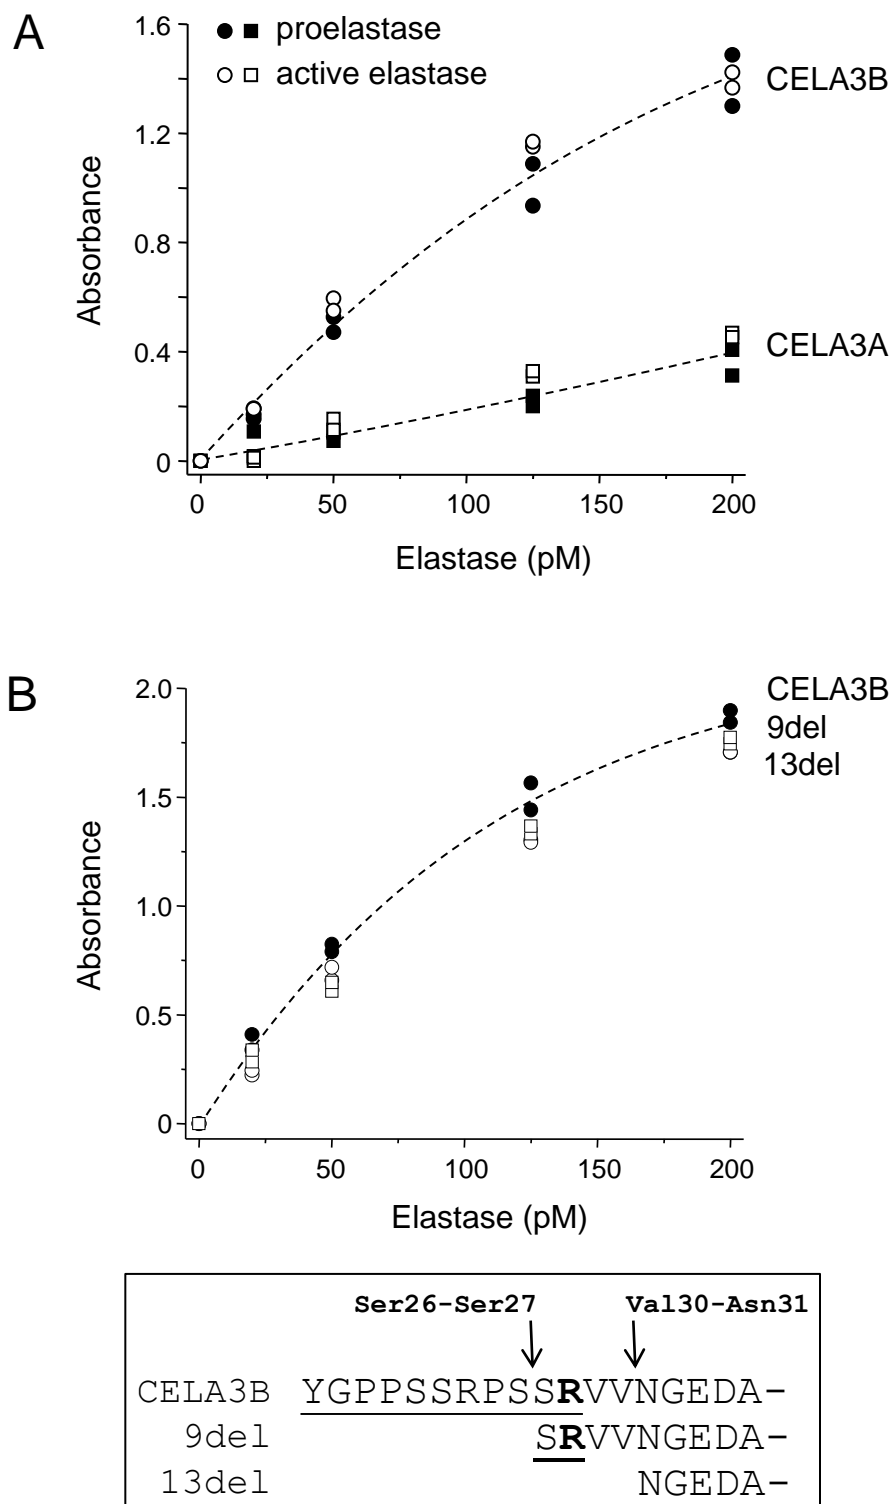 A
proelastase
active elastase
CELA3B
CELA3A
1.6
1.2
0.8
0.4
0
Absorbance
0 50 100 150 200
Elastase (pM)
B
CELA3B
9del
13del
2.0
1.5
1.0
0.5
0
Absorbance
0 50 100 150 200
Elastase (pM)
Ser26-Ser27 Val30-Asn31
CELA3B YGPPSSRPSSRVVNGEDA-
9del SRVVNGEDA-
13del NGEDA-